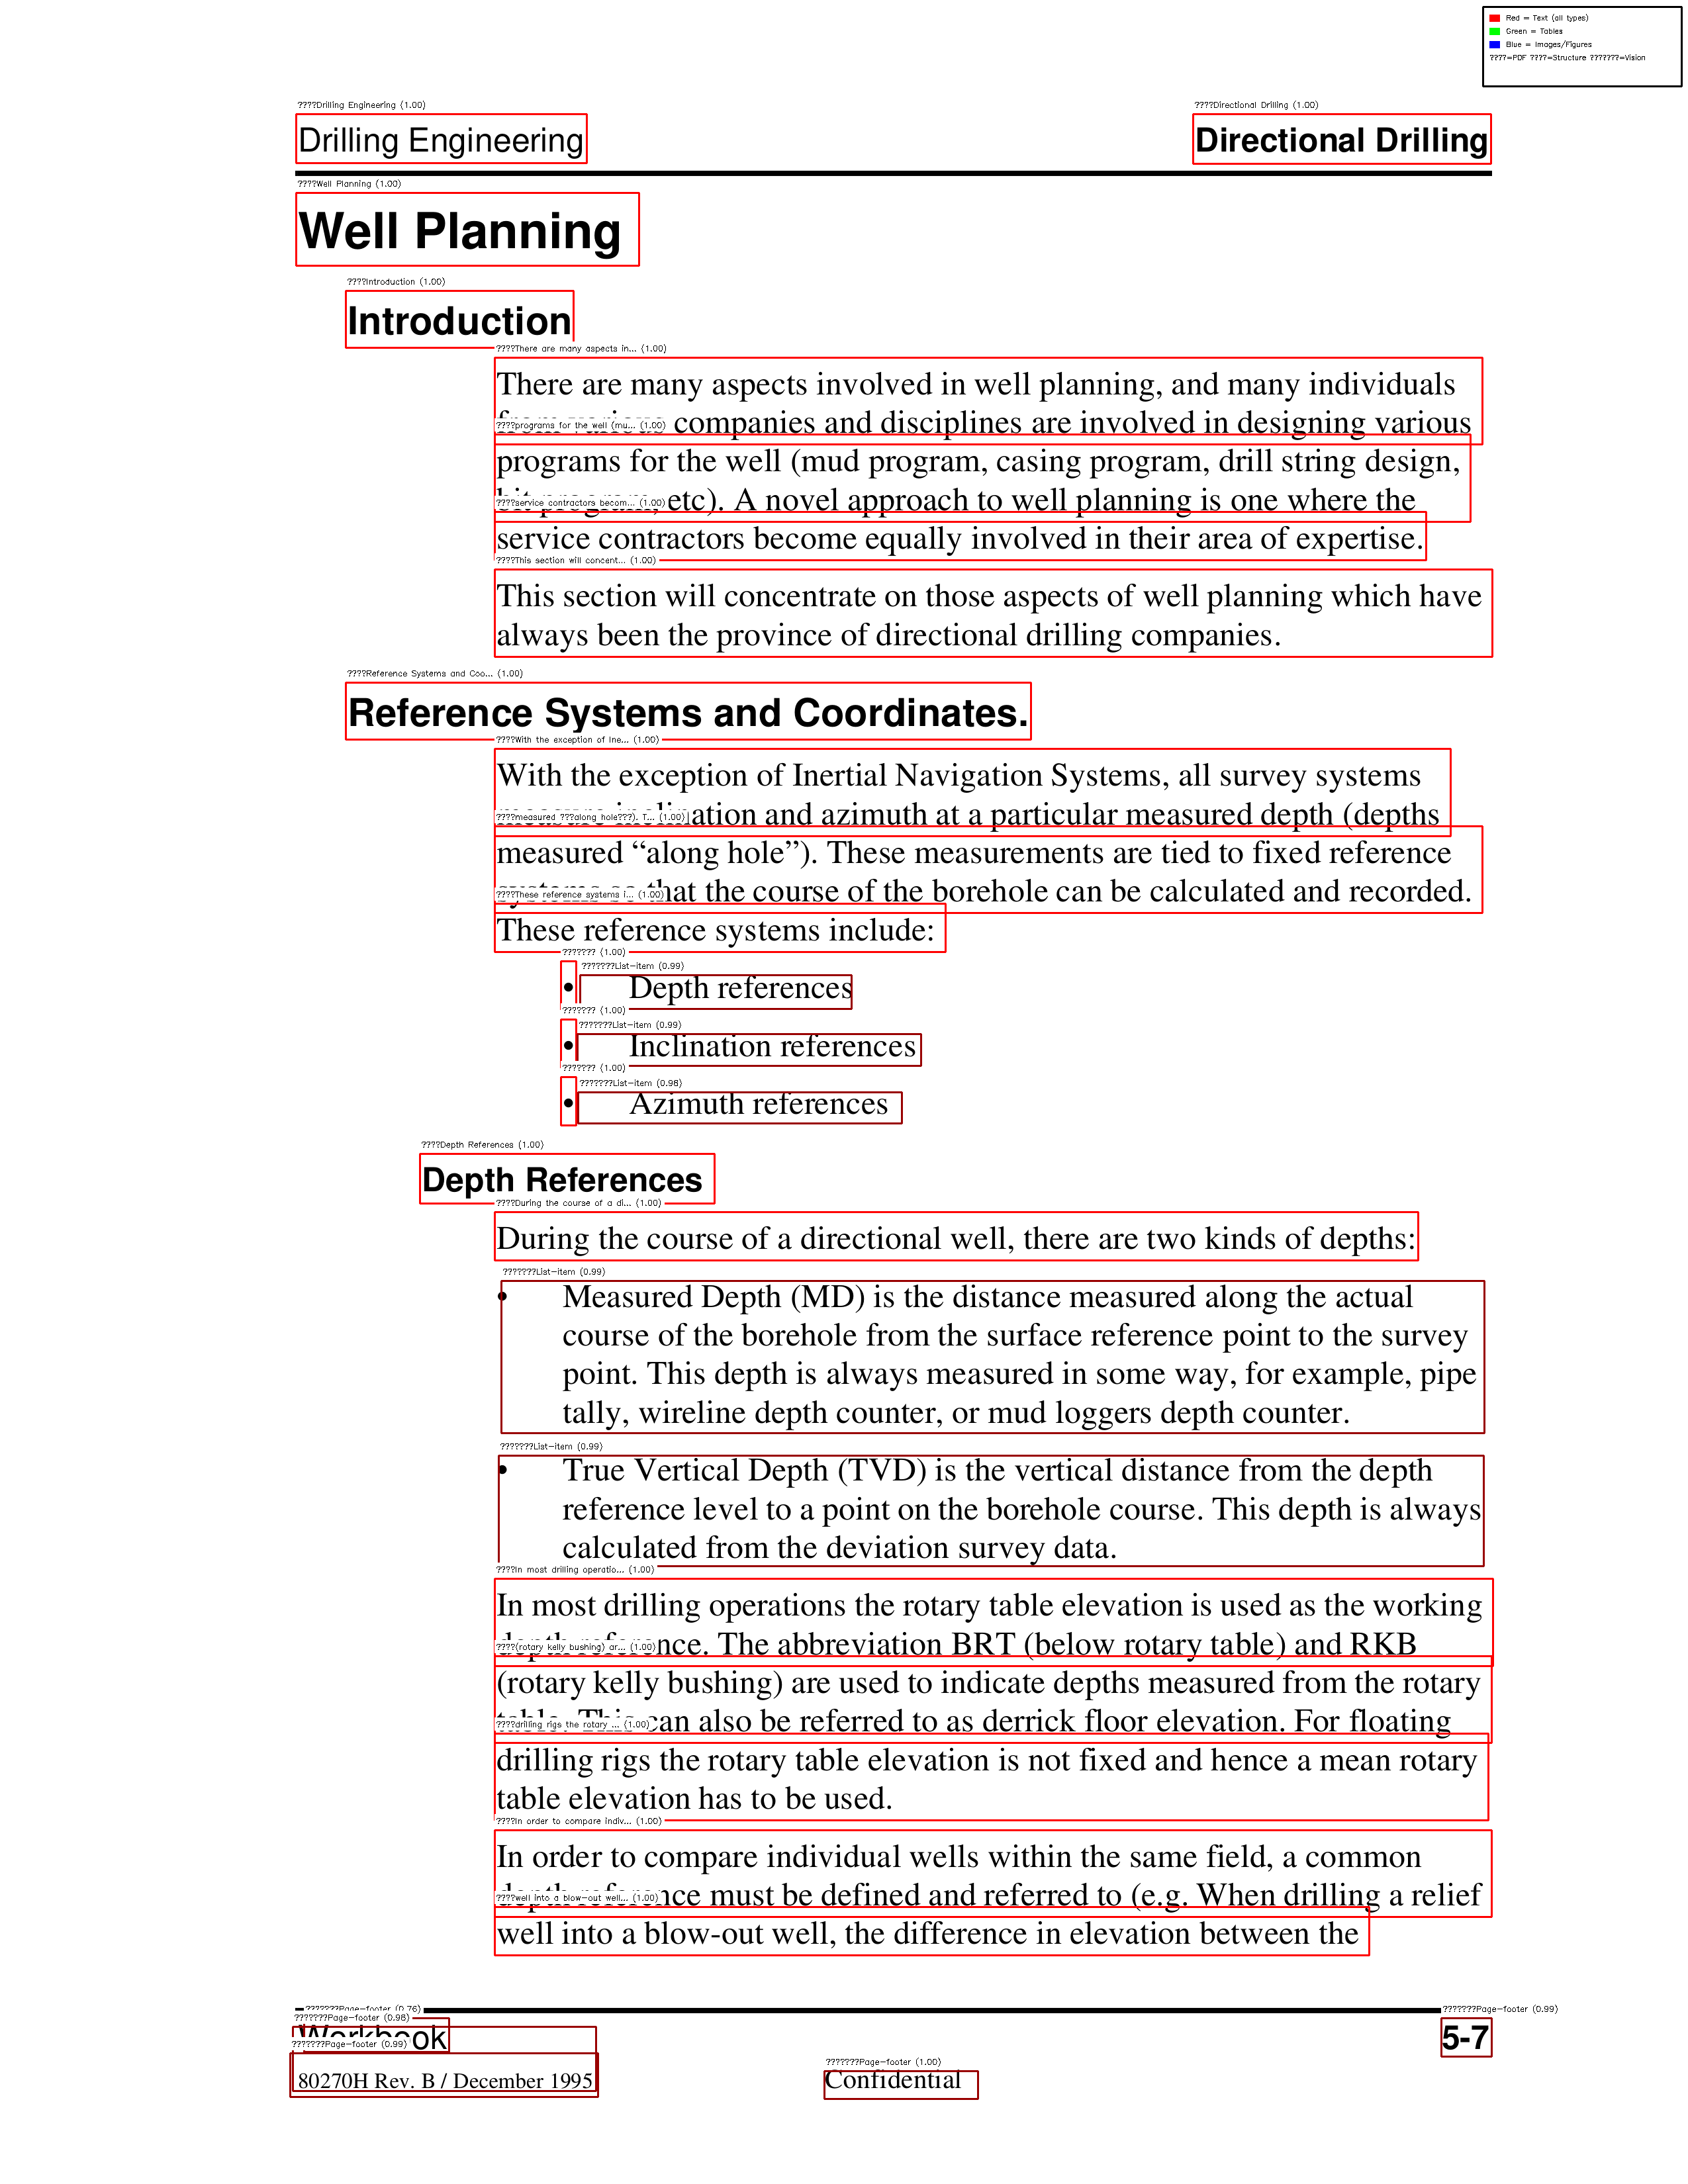 Red = Text (all types)
Green = Tables
Blue = Images/Figures
????=PDF ????=Structure ???????=Vision
????Drilling Engineering (1.00)
????Directional Drilling (1.00)
Drilling Engineering
Directional Drilling
????Well Planning (1.00)
Well Planning
????Introduction (1.00)
Introduction
????There are many aspects in... (1.00)
There are many aspects involved in well planning, and many individuals
companies and disciplines are involved in designing various
????programs for the well (mu... (1.00)
programs for the well (mud program, casing program, drill string design,
etc). A novel approach to well planning is one where the
????service contractors becom... (1.00)
service contractors become equally involved in their area of expertise.
????This section will concent... (1.00)
This section will concentrate on those aspects of well planning which have
always been the province of directional drilling companies.
????Reference Systems and Coo... (1.00)
Reference Systems and Coordinates.
????With the exception of Ine... (1.00)
With the exception of Inertial Navigation Systems, all survey systems
and azimuth at a particular measured depth (depths
????measured ???along hole???). T... (1.00)
measured “along hole”). These measurements are tied to fixed reference
that the course of the borehole can be calculated and recorded.
????These reference systems i... (1.00)
These reference systems include:
??????? (1.00)
???????List-item (0.99)
• Depth references
??????? (1.00)
???????List-item (0.99)
• Inclination references
??????? (1.00)
???????List-item (0.98)
• Azimuth references
????Depth References (1.00)
Depth References
????During the course of a di... (1.00)
During the course of a directional well, there are two kinds of depths:
???????List-item (0.99)
• Measured Depth (MD) is the distance measured along the actual
course of the borehole from the surface reference point to the survey
point. This depth is always measured in some way, for example, pipe
tally, wireline depth counter, or mud loggers depth counter.
???????List-item (0.99)
• True Vertical Depth (TVD) is the vertical distance from the depth
reference level to a point on the borehole course. This depth is always
calculated from the deviation survey data.
????In most drilling operatio... (1.00)
In most drilling operations the rotary table elevation is used as the working
The abbreviation BRT (below rotary table) and RKB
????(rotary kelly bushing) ar... (1.00)
(rotary kelly bushing) are used to indicate depths measured from the rotary
can also be referred to as derrick floor elevation. For floating
????drilling rigs the rotary ... (1.00)
drilling rigs the rotary table elevation is not fixed and hence a mean rotary
table elevation has to be used.
????In order to compare indiv... (1.00)
In order to compare individual wells within the same field, a common
must be defined and referred to (e.g. When drilling a relief
????well into a blow-out well... (1.00)
well into a blow-out well, the difference in elevation between the
???????Page-footer (0.76)
???????Page-footer (0.99)
???????Page-footer (0.98)
Workbook
5-7
???????Page-footer (0.99)
???????Page-footer (1.00)
80270H Rev. B / December 1995
Confidential